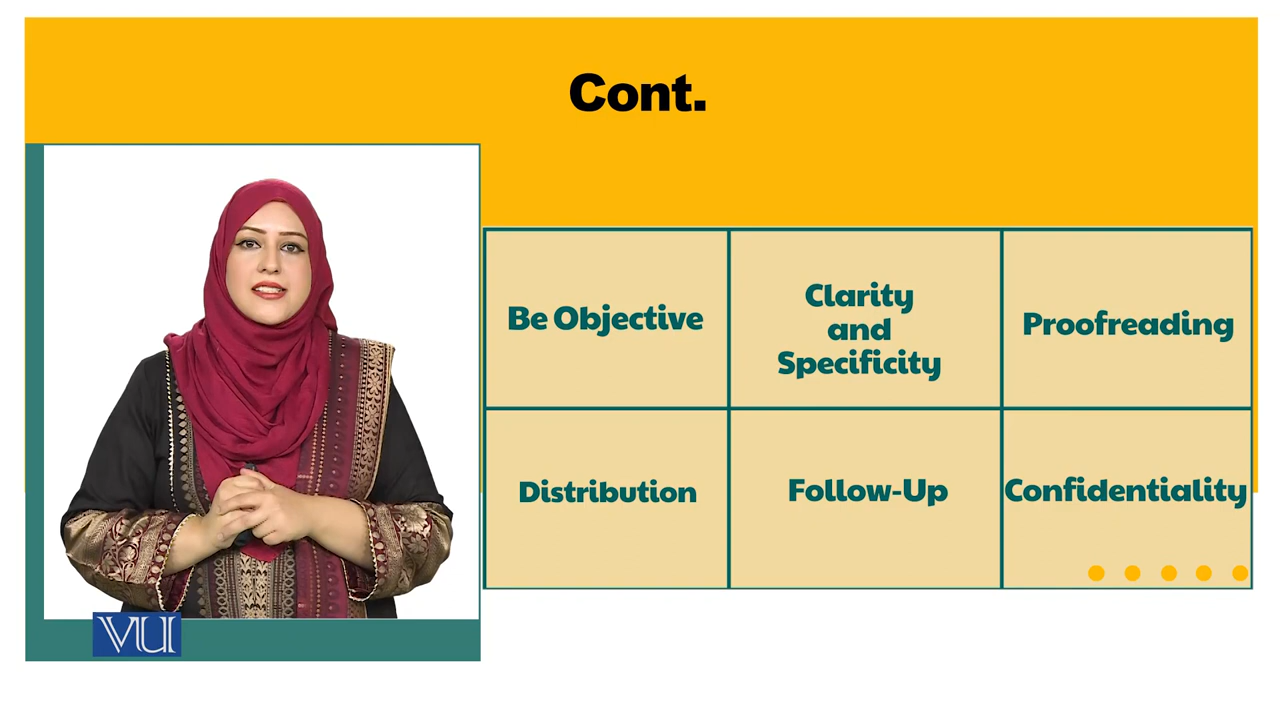 Cont.
Be Objective
Clarity
and
Specificity
Proofreading
Distribution
Follow-Up
Confidentiality
VU